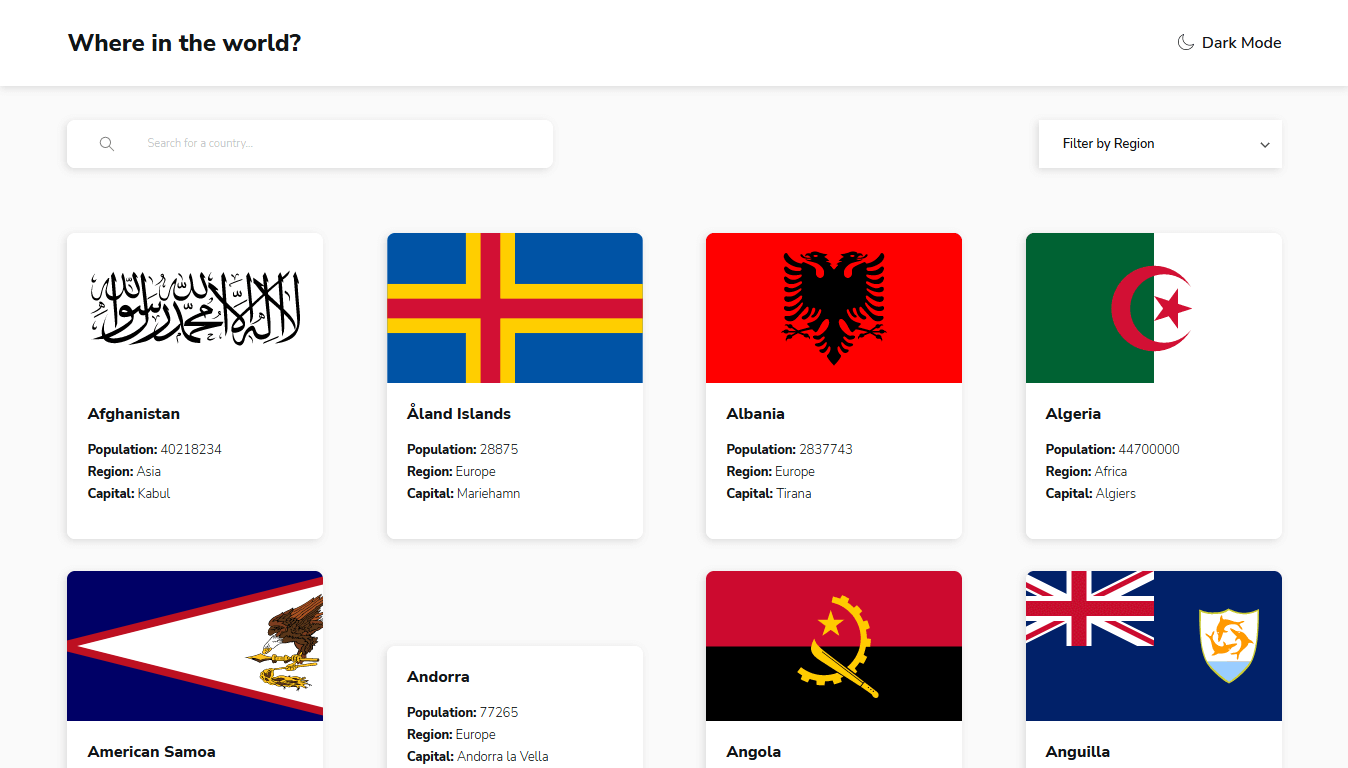 Where in the world?
Dark Mode
Search for a country...
Filter by Region
لا إله إلا الله محمد رسول الله
Afghanistan
Population: 40218234
Region: Asia
Capital: Kabul
Åland Islands
Population: 28875
Region: Europe
Capital: Mariehamn
Albania
Population: 2837743
Region: Europe
Capital: Tirana
Algeria
Population: 44700000
Region: Africa
Capital: Algiers
American Samoa
Andorra
Population: 77265
Region: Europe
Capital: Andorra la Vella
Angola
Anguilla